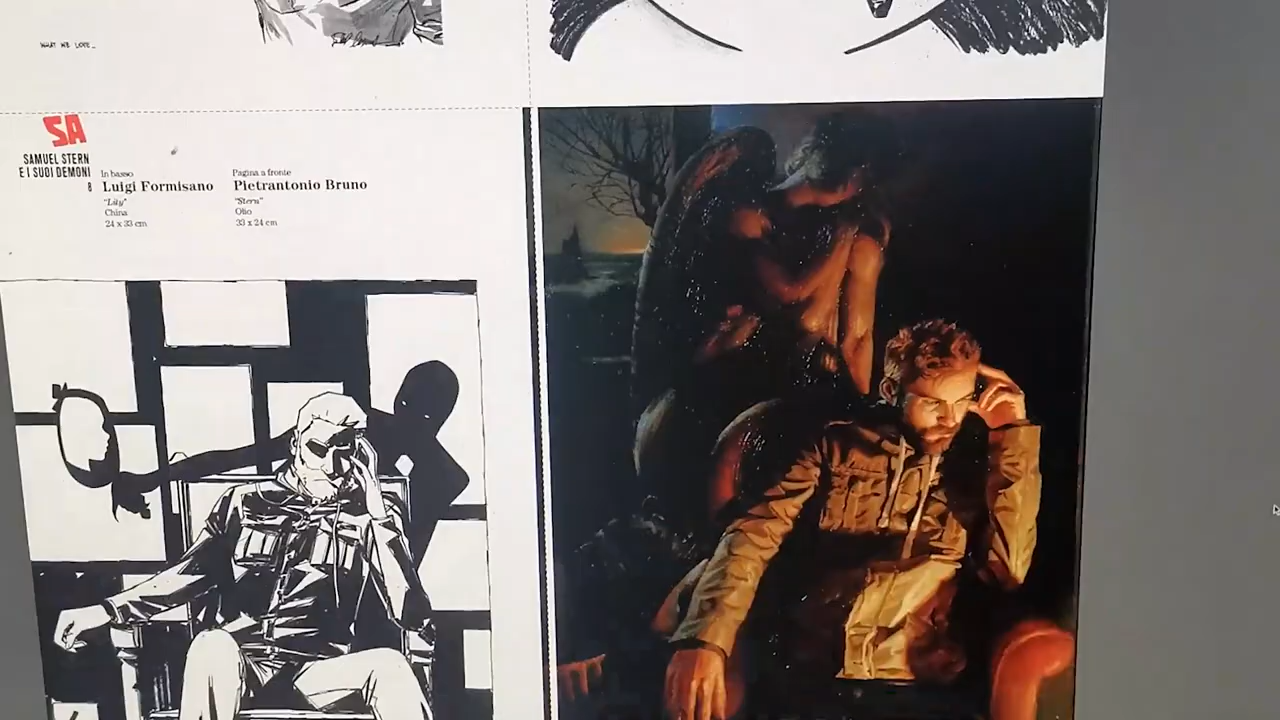 WHAT WE LOVE...
SA
SAMUEL STERN
E I SUOI DEMONI
8
In basso
Luigi Formisano
"Lily"
China
24 x 33 cm
Pagina a fronte
Pietrantonio Bruno
"Stern"
Olio
33 x 24 cm